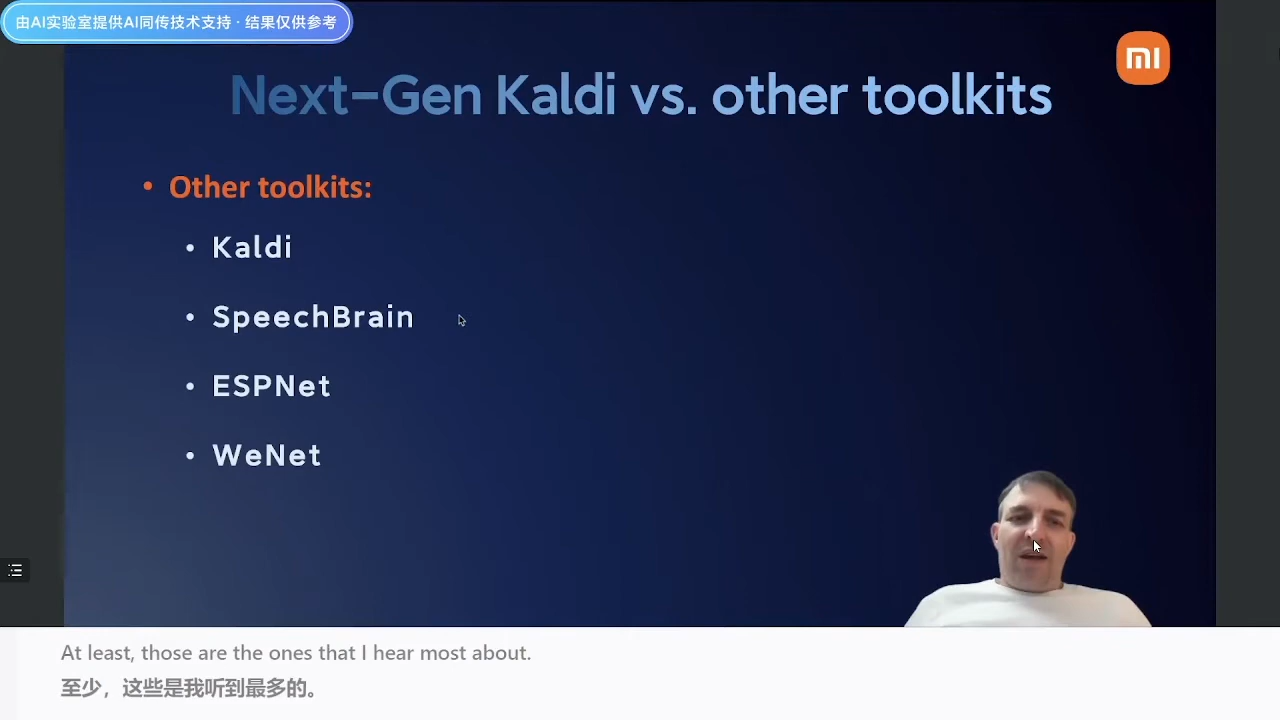 由AI实验室提供AI同传技术支持 · 结果仅供参考
Next-Gen Kaldi vs. other toolkits
• Other toolkits:
• Kaldi
• SpeechBrain
• ESPNet
• WeNet
At least, those are the ones that I hear most about.
至少，这些是我听到最多的。